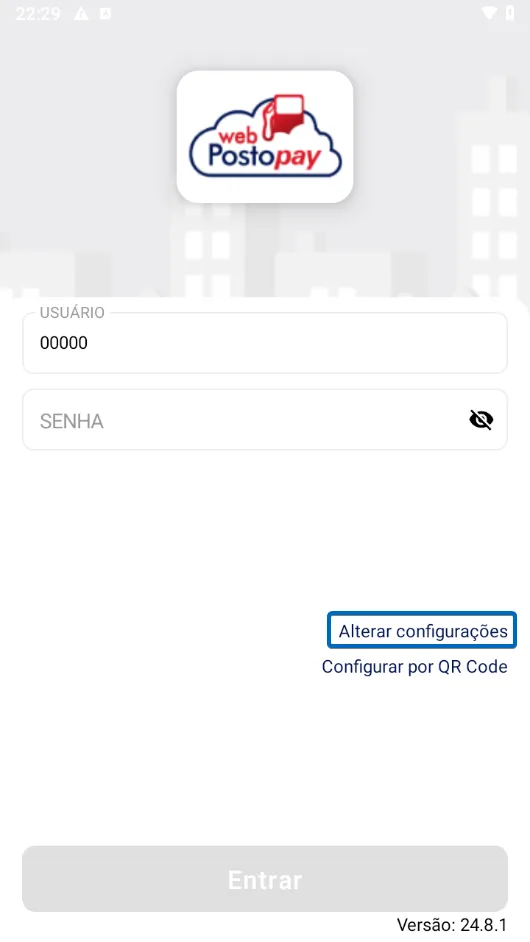 22:29
web
Postopay
USUÁRIO
00000
SENHA
Alterar configurações
Configurar por QR Code
Entrar
Versão: 24.8.1